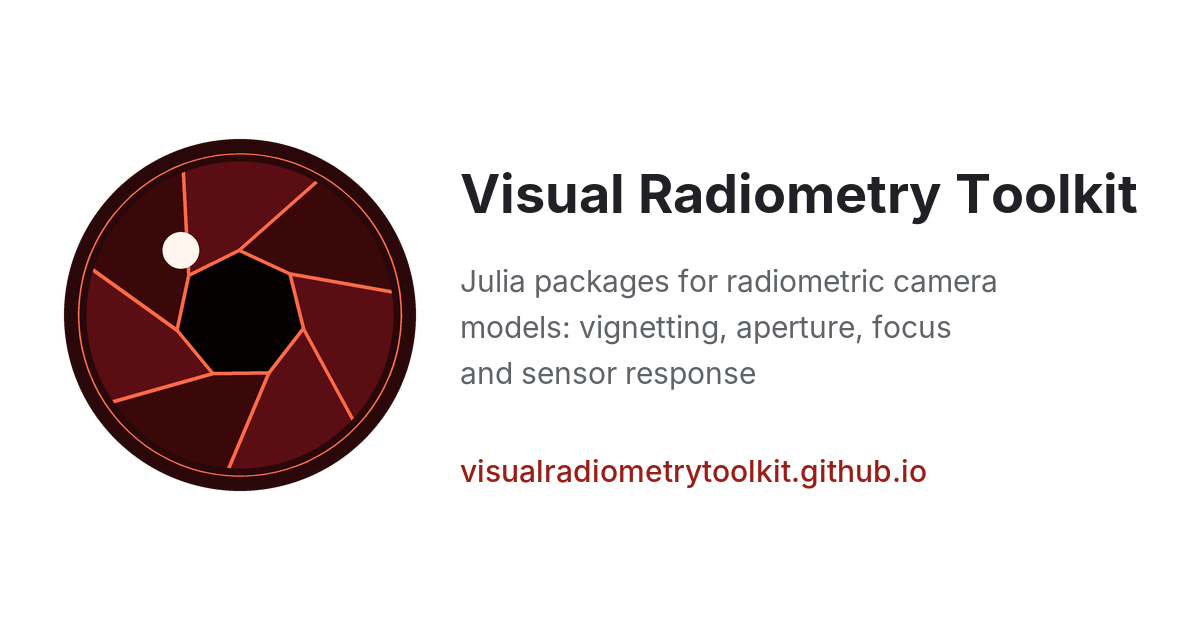 Visual Radiometry Toolkit
Julia packages for radiometric camera
models: vignetting, aperture, focus
and sensor response
visualradiometrytoolkit.github.io